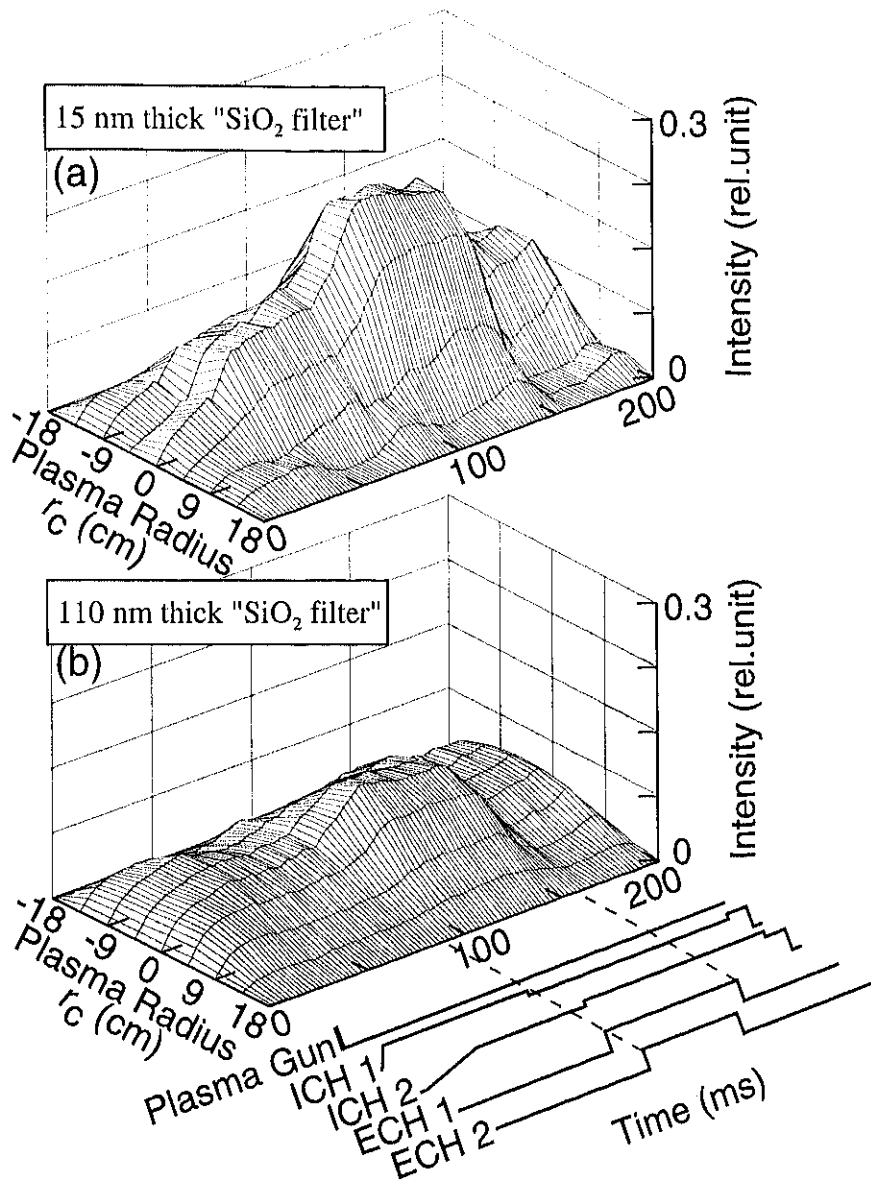 15 nm thick "SiO₂ filter"
(a)
0.3
0
Intensity (rel.unit)
200
100
0
-18
-9
0
9
18
Plasma Radius
r_C (cm)
110 nm thick "SiO₂ filter"
(b)
0.3
0
Intensity (rel.unit)
200
100
0
-18
-9
0
9
18
Plasma Radius
r_C (cm)
Plasma Gun
ICH 1
ICH 2
ECH 1
ECH 2
Time (ms)